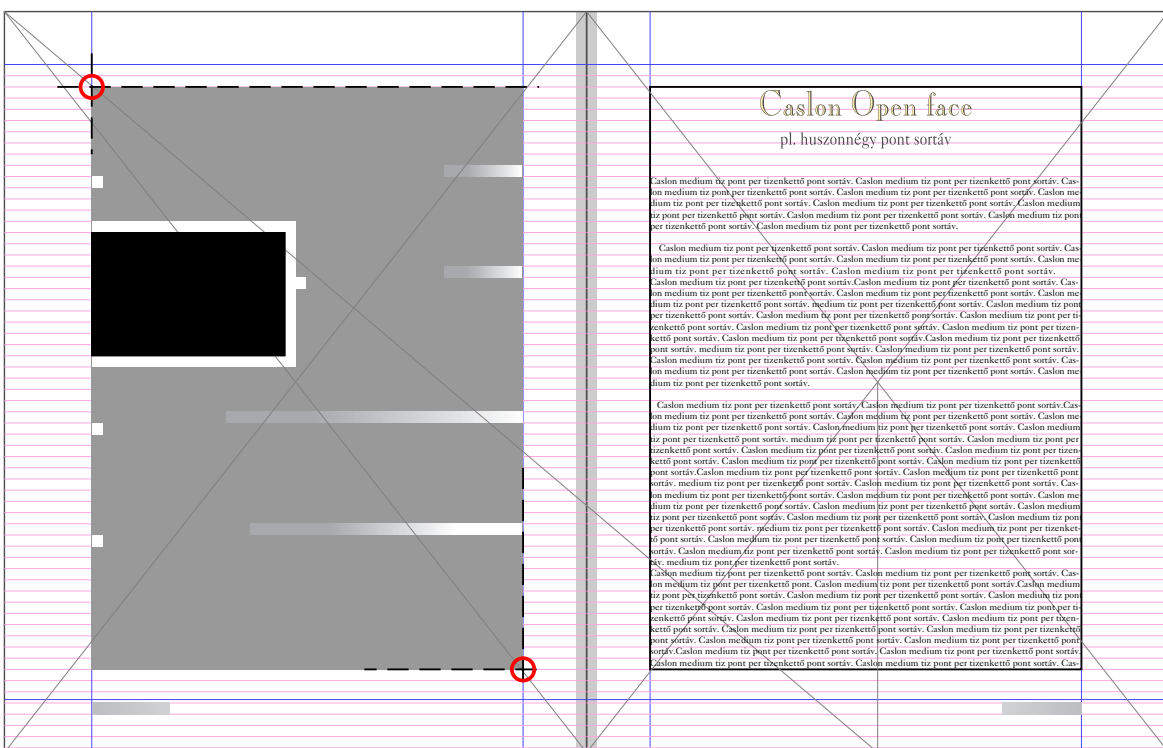 Caslon Open face
pl. huszonnégy pont sortáv
Caslon medium tiz pont per tizenkettő pont sortáv. Caslon medium tiz pont per tizenkettő pont sortáv. Cas-
lon medium tiz pont per tizenkettő pont sortáv. Caslon medium tiz pont per tizenkettő pont sortáv. Caslon me-
dium tiz pont per tizenkettő pont sortáv. Caslon medium tiz pont per tizenkettő pont sortáv. Caslon medium
tiz pont per tizenkettő pont sortáv. Caslon medium tiz pont per tizenkettő pont sortáv. Caslon medium tiz pont
per tizenkettő pont sortáv. Caslon medium tiz pont per tizenkettő pont sortáv.
Caslon medium tiz pont per tizenkettő pont sortáv. Caslon medium tiz pont per tizenkettő pont sortáv. Cas-
lon medium tiz pont per tizenkettő pont sortáv. Caslon medium tiz pont per tizenkettő pont sortáv. Caslon me-
dium tiz pont per tizenkettő pont sortáv. Caslon medium tiz pont per tizenkettő pont sortáv.
Caslon medium tiz pont per tizenkettő pont sortáv.Caslon medium tiz pont per tizenkettő pont sortáv. Cas-
lon medium tiz pont per tizenkettő pont sortáv. Caslon medium tiz pont per tizenkettő pont sortáv. Caslon me-
dium tiz pont per tizenkettő pont sortáv. medium tiz pont per tizenkettő pont sortáv. Caslon medium tiz pont
per tizenkettő pont sortáv. Caslon medium tiz pont per tizenkettő pont sortáv. Caslon medium tiz pont per ti-
zenkettő pont sortáv. Caslon medium tiz pont per tizenkettő pont sortáv. Caslon medium tiz pont per tizen-
kettő pont sortáv. Caslon medium tiz pont per tizenkettő pont sortáv.Caslon medium tiz pont per tizenkettő
pont sortáv. medium tiz pont per tizenkettő pont sortáv. Caslon medium tiz pont per tizenkettő pont sortáv.
Caslon medium tiz pont per tizenkettő pont sortáv. Caslon medium tiz pont per tizenkettő pont sortáv. Cas-
lon medium tiz pont per tizenkettő pont sortáv. Caslon medium tiz pont per tizenkettő pont sortáv. Caslon me-
dium tiz pont per tizenkettő pont sortáv.
Caslon medium tiz pont per tizenkettő pont sortáv. Caslon medium tiz pont per tizenkettő pont sortáv.Cas-
lon medium tiz pont per tizenkettő pont sortáv. Caslon medium tiz pont per tizenkettő pont sortáv. Caslon me-
dium tiz pont per tizenkettő pont sortáv. Caslon medium tiz pont per tizenkettő pont sortáv. Caslon medium
tiz pont per tizenkettő pont sortáv. medium tiz pont per tizenkettő pont sortáv. Caslon medium tiz pont per
tizenkettő pont sortáv. Caslon medium tiz pont per tizenkettő pont sortáv. Caslon medium tiz pont per tizen-
kettő pont sortáv. Caslon medium tiz pont per tizenkettő pont sortáv. Caslon medium tiz pont per tizenkettő
pont sortáv.Caslon medium tiz pont per tizenkettő pont sortáv. Caslon medium tiz pont per tizenkettő pont
sortáv. medium tiz pont per tizenkettő pont sortáv. Caslon medium tiz pont per tizenkettő pont sortáv. Cas-
lon medium tiz pont per tizenkettő pont sortáv. Caslon medium tiz pont per tizenkettő pont sortáv. Caslon me-
dium tiz pont per tizenkettő pont sortáv. Caslon medium tiz pont per tizenkettő pont sortáv. Caslon medium
tiz pont per tizenkettő pont sortáv. Caslon medium tiz pont per tizenkettő pont sortáv. Caslon medium tiz pont
per tizenkettő pont sortáv. Caslon medium tiz pont per tizenkettő pont sortáv. Caslon medium tiz per tizenket-
tő pont sortáv. Caslon medium tiz pont per tizenkettő pont sortáv. Caslon medium tiz pont per tizenkettő pont
sortáv. Caslon medium tiz pont per tizenkettő pont sortáv. Caslon medium tiz pont per tizenkettő pont sor-
táv. medium tiz pont per tizenkettő pont sortáv.
Caslon medium tiz pont per tizenkettő pont sortáv. Caslon medium tiz pont per tizenkettő pont sortáv. Cas-
lon medium tiz pont per tizenkettő pont. Caslon medium tiz pont per tizenkettő pont sortáv.Caslon medium
tiz pont per tizenkettő pont sortáv. Caslon medium tiz pont per tizenkettő pont sortáv. Caslon medium tiz pont
per tizenkettő pont sortáv. Caslon medium tiz pont per tizenkettő pont sortáv. Caslon medium tiz pont per ti-
zenkettő pont sortáv. Caslon medium tiz pont per tizenkettő pont sortáv. Caslon medium tiz pont per tizen-
kettő pont sortáv. Caslon medium tiz pont per tizenkettő pont sortáv. Caslon medium tiz pont per tizenkettő
pont sortáv. Caslon medium tiz pont per tizenkettő pont sortáv. Caslon medium tiz pont per tizenkettő pont
sortáv.Caslon medium tiz pont per tizenkettő pont sortáv. Caslon medium tiz pont per tizenkettő pont sortáv.
Caslon medium tiz pont per tizenkettő pont sortáv. Caslon medium tiz pont per tizenkettő pont sortáv. Cas-